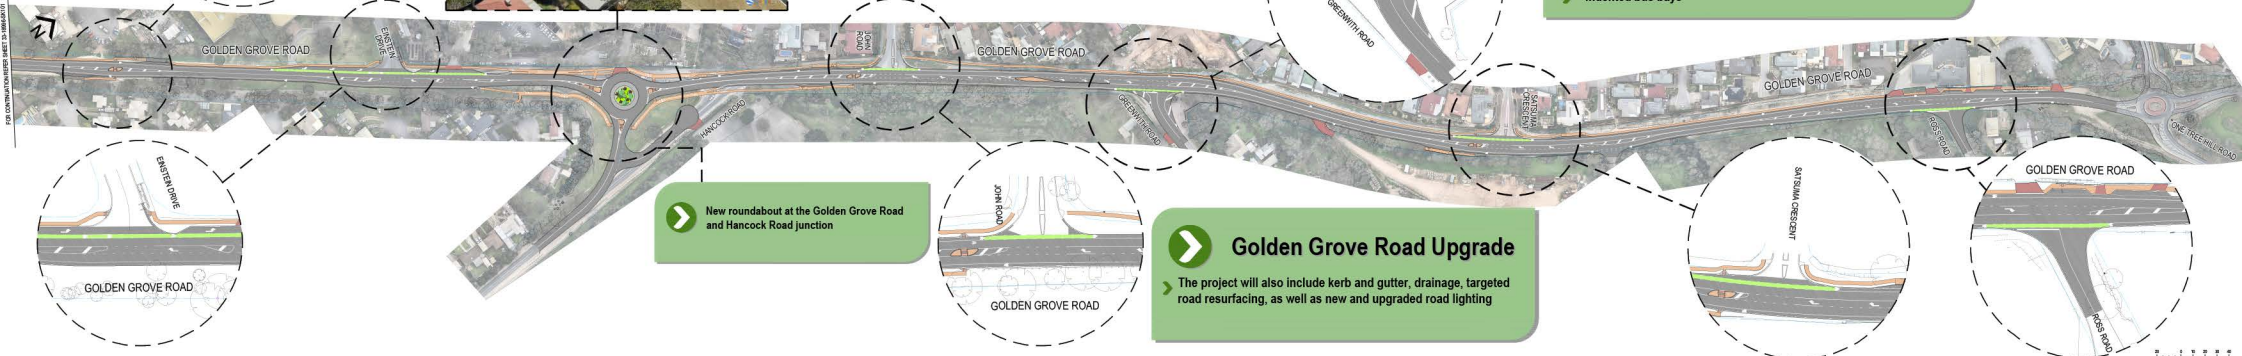 FOR CONTINUATION REFER SHEET
N
GOLDEN GROVE ROAD
EINSTEIN
DRIVE
HANCOCK ROAD
JOHN
ROAD
GOLDEN GROVE ROAD
GREENWITH ROAD
GREENWITH ROAD
SATSUMA
CRESCENT
GOLDEN GROVE ROAD
ROSS ROAD
ONE TREE HILL ROAD
EINSTEIN DRIVE
GOLDEN GROVE ROAD
New roundabout at the Golden Grove Road
and Hancock Road junction
JOHN ROAD
GOLDEN GROVE ROAD
Golden Grove Road Upgrade
The project will also include kerb and gutter, drainage, targeted
road resurfacing, as well as new and upgraded road lighting
SATSUMA CRESCENT
GOLDEN GROVE ROAD
ROSS ROAD